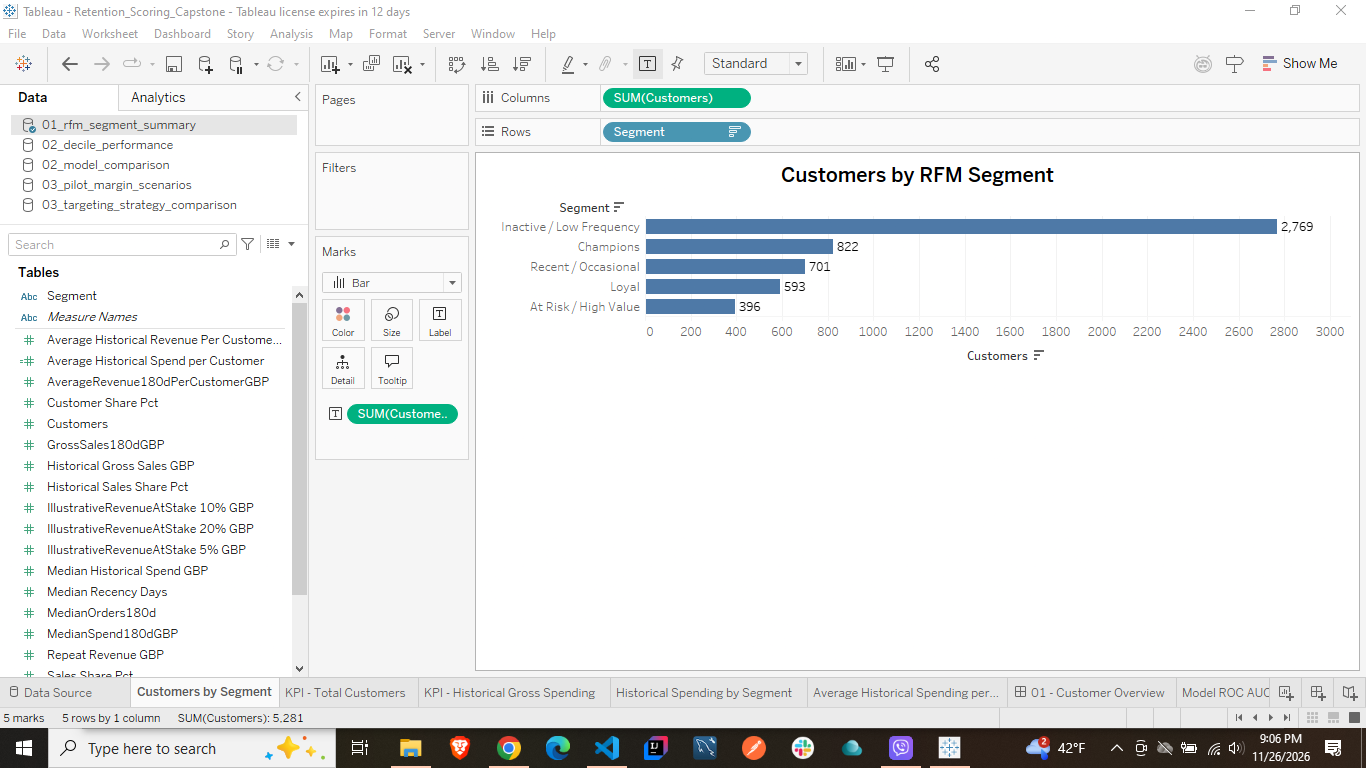 Tableau - Retention_Scoring_Capstone - Tableau license expires in 12 days
File Data Worksheet Dashboard Story Analysis Map Format Server Window Help
Standard
Show Me
Data Analytics
01_rfm_segment_summary
02_decile_performance
02_model_comparison
03_pilot_margin_scenarios
03_targeting_strategy_comparison
Search
Tables
Abc Segment
Abc Measure Names
# Average Historical Revenue Per Custome...
=# Average Historical Spend per Customer
# AverageRevenue180dPerCustomerGBP
# Customer Share Pct
# Customers
# GrossSales180dGBP
# Historical Gross Sales GBP
# Historical Sales Share Pct
# IllustrativeRevenueAtStake 10% GBP
# IllustrativeRevenueAtStake 20% GBP
# IllustrativeRevenueAtStake 5% GBP
# Median Historical Spend GBP
# Median Recency Days
# MedianOrders180d
# MedianSpend180dGBP
# Repeat Revenue GBP
# Sales Share Pct
Pages
Filters
Marks
Bar
Color Size Label
Detail Tooltip
SUM(Custome..
Columns SUM(Customers)
Rows Segment
Customers by RFM Segment
Segment
Inactive / Low Frequency 2,769
Champions 822
Recent / Occasional 701
Loyal 593
At Risk / High Value 396
0 200 400 600 800 1000 1200 1400 1600 1800 2000 2200 2400 2600 2800 3000
Customers
Data Source Customers by Segment KPI - Total Customers KPI - Historical Gross Spending Historical Spending by Segment Average Historical Spending per... 01 - Customer Overview Model ROC AUC
5 marks 5 rows by 1 column SUM(Customers): 5,281
Type here to search
2
42°F
9:06 PM
11/26/2026